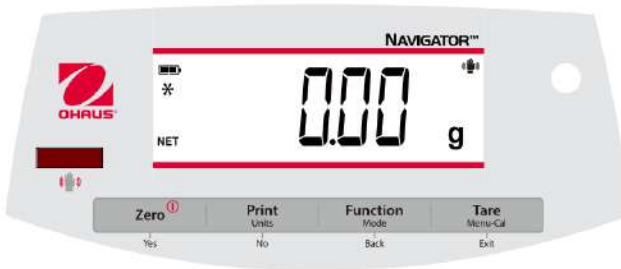 NAVIGATOR™
*
0.00
OHAUS®
NET
g
Zero
Print
Function
Tare
Units
Mode
Menu-Cal
Yes
No
Back
Exit